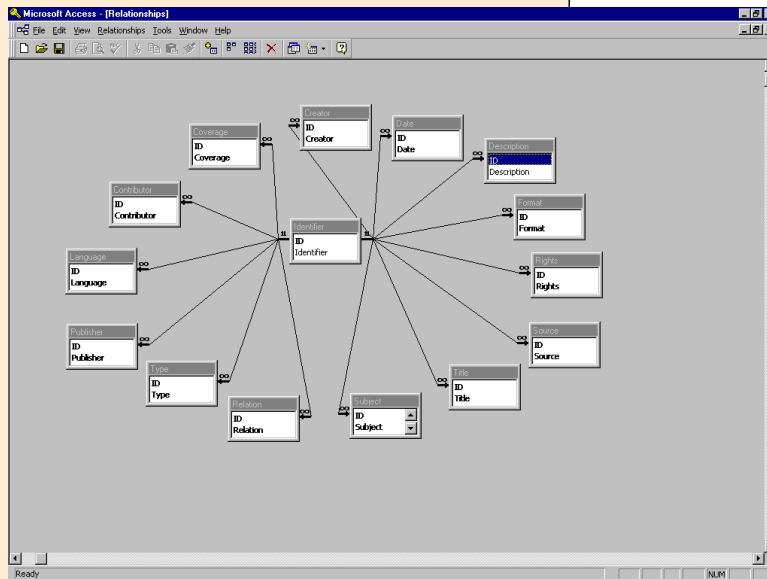 Microsoft Access - [Relationships]
File Edit View Relationships Tools Window Help
Creator
ID
Creator
Date
ID
Date
Coverage
ID
Coverage
Description
ID
Description
Contributor
ID
Contributor
Format
ID
Format
Identifier
ID
Identifier
Language
ID
Language
Rights
ID
Rights
Publisher
ID
Publisher
Source
ID
Source
Type
ID
Type
Title
ID
Title
Relation
ID
Relation
Subject
ID
Subject
Ready
NUM